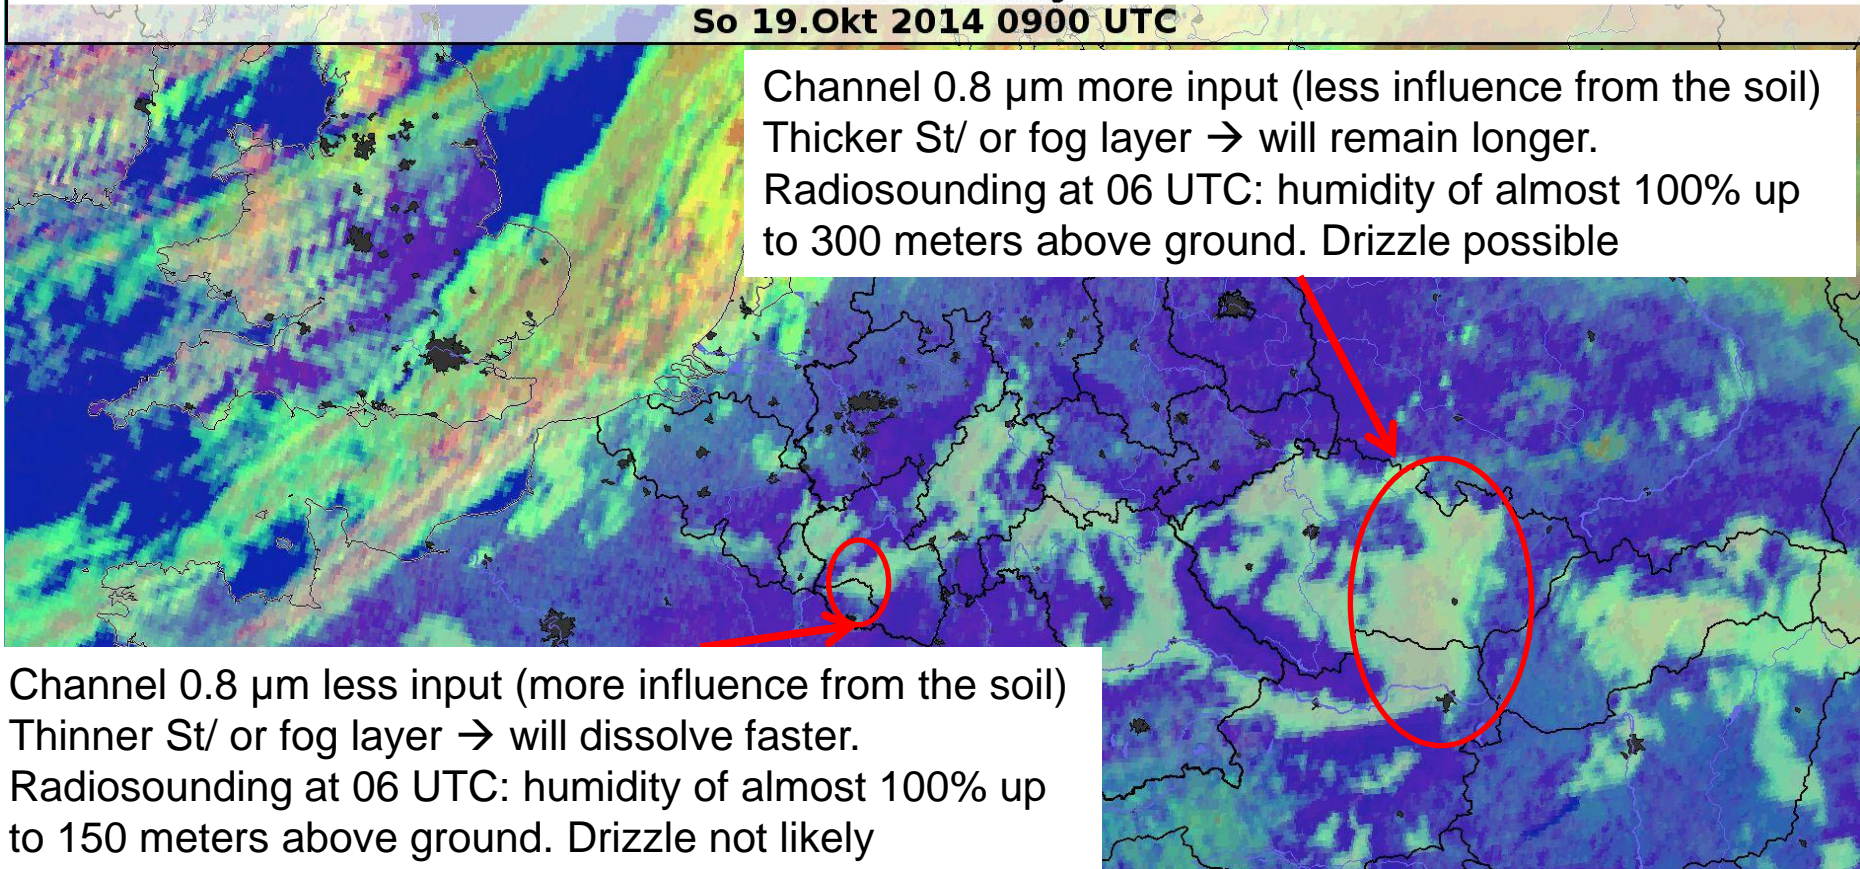 So 19.Okt 2014 0900 UTC
Channel 0.8 µm more input (less influence from the soil)
Thicker St/ or fog layer → will remain longer.
Radiosounding at 06 UTC: humidity of almost 100% up
to 300 meters above ground. Drizzle possible
Channel 0.8 µm less input (more influence from the soil)
Thinner St/ or fog layer → will dissolve faster.
Radiosounding at 06 UTC: humidity of almost 100% up
to 150 meters above ground. Drizzle not likely